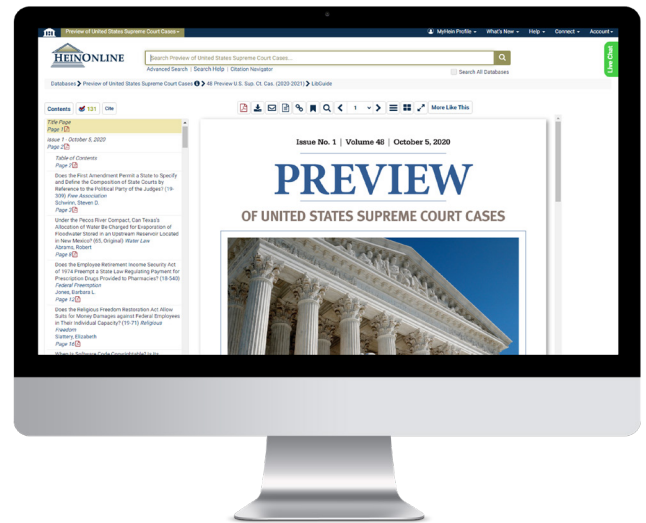 Preview of United States Supreme Court Cases
MyHein Profile
What's New
Help
Connect
Account
HEINONLINE
Search Preview of United States Supreme Court Cases...
Advanced Search | Search Help | Citation Navigator
Search All Databases
Live Chat
Databases > Preview of United States Supreme Court Cases > 48 Preview U.S. Sup. Ct. Cas. (2020-2021) > LibGuide
Contents
131
Cite
1
More Like This
Title Page
Page 1
Issue 1 - October 5, 2020
Page 2
Table of Contents
Page 2
Does the First Amendment Permit a State to Specify
and Define the Composition of State Courts by
Reference to the Political Party of the Judges? (19-
309) Free Association
Schwinn, Steven D.
Page 3
Under the Pecos River Compact, Can Texas's
Allocation of Water Be Charged for Evaporation of
Floodwater Stored in an Upstream Reservoir Located
in New Mexico? (65, Original) Water Law
Abrams, Robert
Page 8
Does the Employee Retirement Income Security Act
of 1974 Preempt a State Law Regulating Payment for
Prescription Drugs Provided to Pharmacies? (18-540)
Federal Preemption
Jones, Barbara L.
Page 12
Does the Religious Freedom Restoration Act Allow
Suits for Money Damages against Federal Employees
in Their Individual Capacity? (19-71) Religious
Freedom
Slattery, Elizabeth
Page 16
When Is Software Code Copyrightable? Is Its
Issue No. 1 | Volume 48 | October 5, 2020
PREVIEW
OF UNITED STATES SUPREME COURT CASES